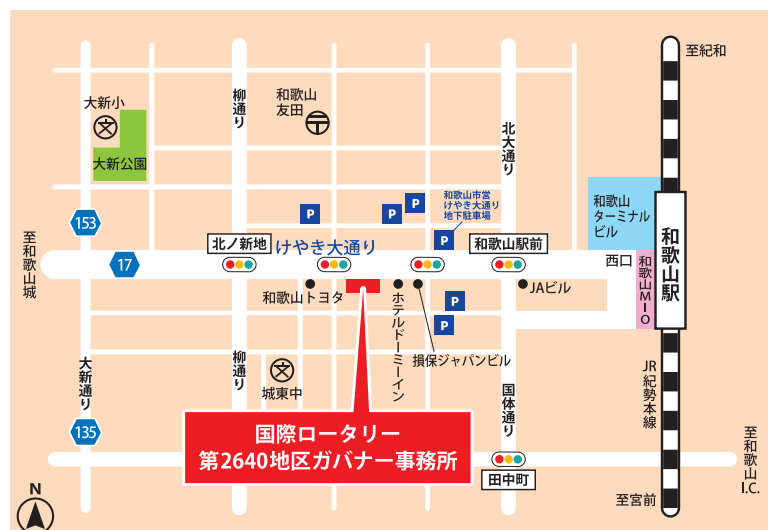 至紀和
大新小
大新公園
柳通り
和歌山
友田
北大通り
和歌山
ターミナル
ビル
和歌山駅
和歌山MIO
西口
153
17
至和歌山城
北ノ新地
けやき大通り
P
P
P
和歌山市営
けやき大通り
地下駐車場
P
和歌山駅前
和歌山トヨタ
ホテルドーミーイン
損保ジャパンビル
P
P
JAビル
大新通り
135
柳通り
城東中
国体通り
JR紀勢本線
国際ロータリー
第2640地区ガバナー事務所
田中町
至和歌山I.C.
至宮前
N